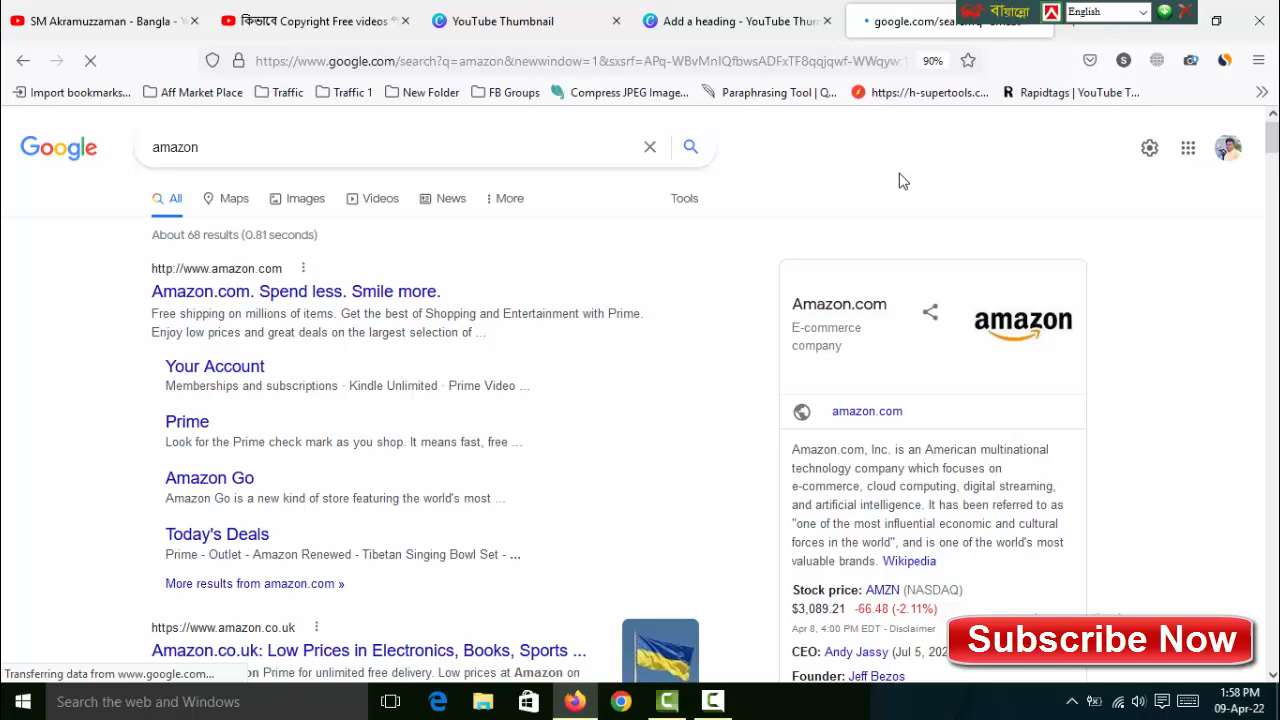 SM Akramuzzaman - Bangla -
কিভাবে
YouTube Thumbnail
Add a heading - YouTube Thum
google.com/search
বায়ান্নো
English
https://www.google.com/search?q=amazon&newwindow=1&sxsrf=
90%
Import bookmarks...
Aff Market Place
Traffic
Traffic 1
New Folder
FB Groups
Compress JPEG Image...
Paraphrasing Tool | Q...
https://h-supertools.c...
Rapidtags | YouTube T...
Google
amazon
All
Maps
Images
Videos
News
More
Tools
About 68 results (0.81 seconds)
http://www.amazon.com
Amazon.com. Spend less. Smile more.
Free shipping on millions of items. Get the best of Shopping and Entertainment with Prime.
Enjoy low prices and great deals on the largest selection of ...
Your Account
Memberships and subscriptions · Kindle Unlimited · Prime Video ...
Prime
Look for the Prime check mark as you shop. It means fast, free ...
Amazon Go
Amazon Go is a new kind of store featuring the world's most ...
Today's Deals
Prime - Outlet - Amazon Renewed - Tibetan Singing Bowl Set - ...
More results from amazon.com »
https://www.amazon.co.uk
Amazon.co.uk: Low Prices in Electronics, Books, Sports ...
Prime for unlimited free delivery. Low prices at Amazon on
Transferring data from www.google.com...
Amazon.com
E-commerce
company
amazon
amazon.com
Amazon.com, Inc. is an American multinational
technology company which focuses on
e-commerce, cloud computing, digital streaming,
and artificial intelligence. It has been referred to as
"one of the most influential economic and cultural
forces in the world", and is one of the world's most
valuable brands. Wikipedia
Stock price: AMZN (NASDAQ)
$3,089.21 -66.48 (-2.11%)
Apr 8, 4:00 PM EDT - Disclaimer
CEO: Andy Jassy (Jul 5, 202
Founder: Jeff Bezos
Subscribe Now
Search the web and Windows
1:58 PM
09-Apr-22